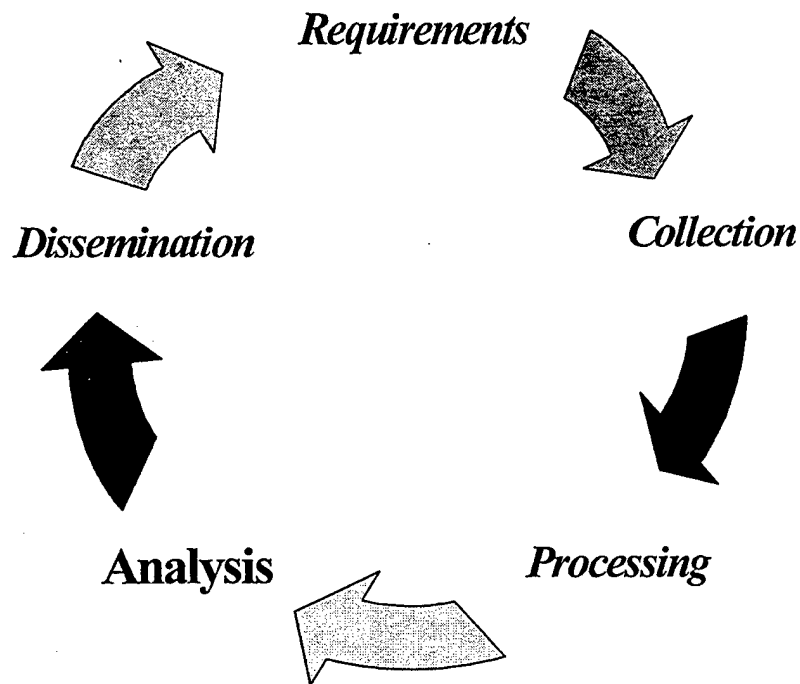 Requirements
Collection
Processing
Analysis
Dissemination